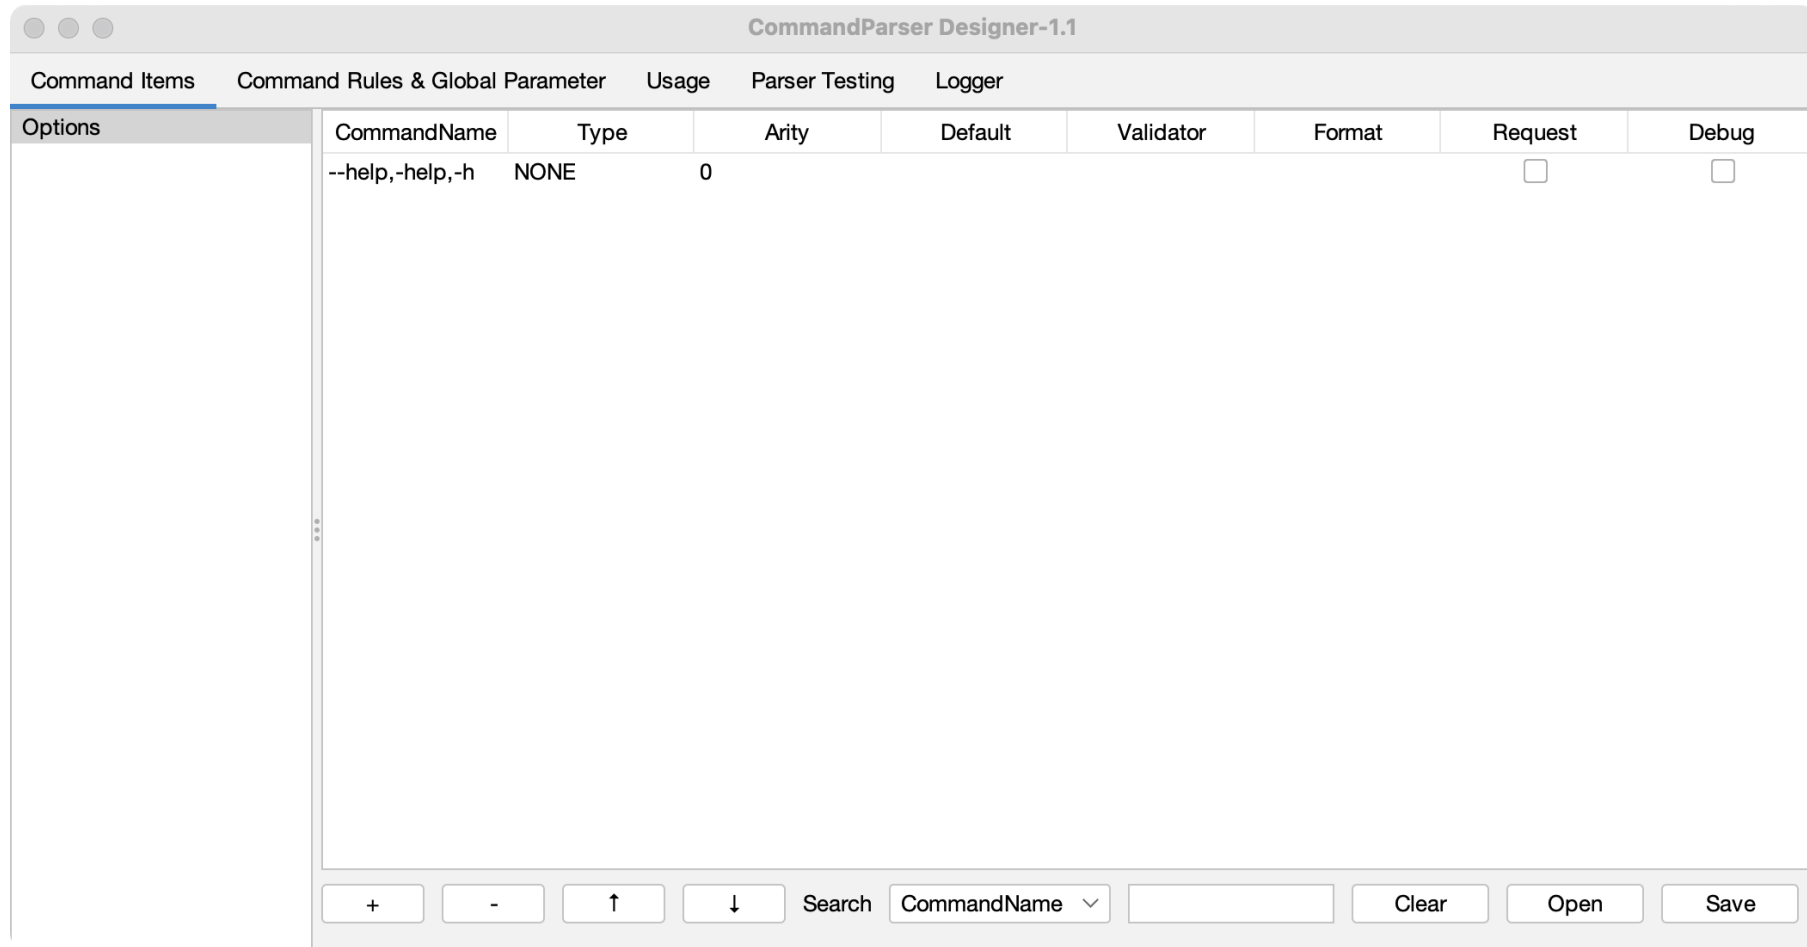 CommandParser Designer-1.1
Command Items Command Rules & Global Parameter Usage Parser Testing Logger
Options
CommandName Type Arity Default Validator Format Request Debug
--help,-help,-h NONE 0
+ - ↑ ↓ Search CommandName Clear Open Save